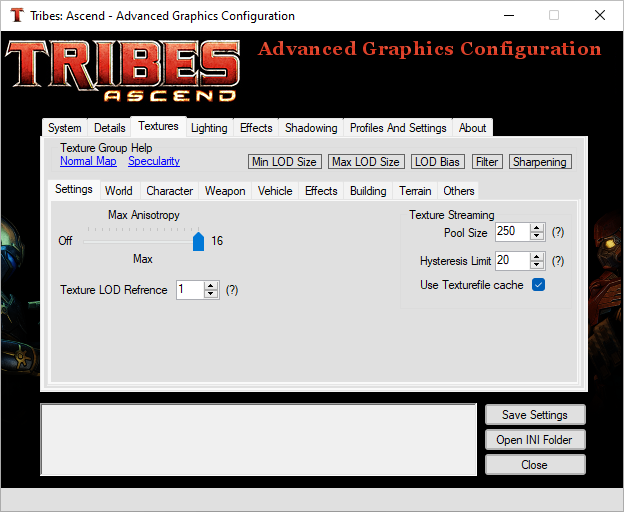 Tribes: Ascend - Advanced Graphics Configuration
TRIBES
ASCEND
Advanced Graphics Configuration
System Details Textures Lighting Effects Shadowing Profiles And Settings About
Texture Group Help
Normal Map Specularity Min LOD Size Max LOD Size LOD Bias Filter Sharpening
Settings World Character Weapon Vehicle Effects Building Terrain Others
Max Anisotropy
Off 16
Max
Texture LOD Refrence 1 (?)
Texture Streaming
Pool Size 250 (?)
Hysteresis Limit 20 (?)
Use Texturefile cache
Save Settings
Open INI Folder
Close